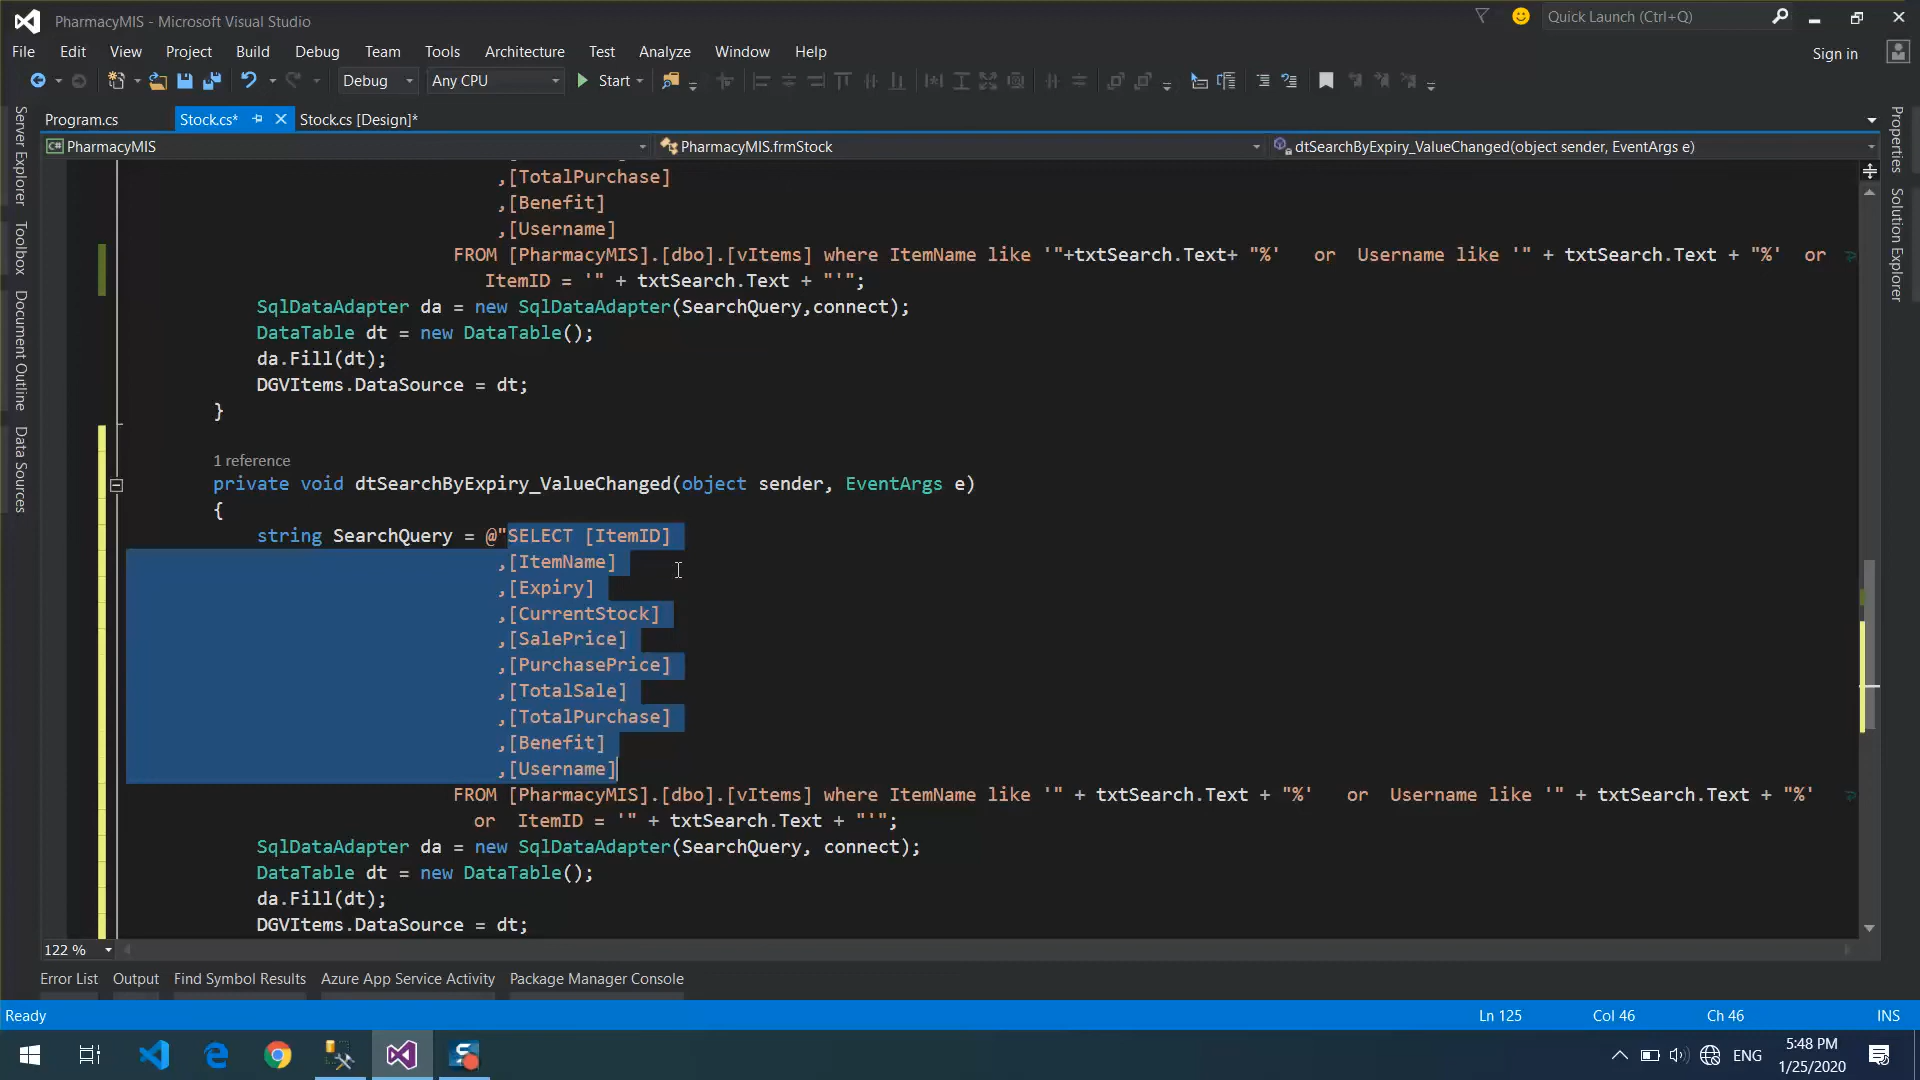 PharmacyMIS - Microsoft Visual Studio
Quick Launch (Ctrl+Q)
File Edit View Project Build Debug Team Tools Architecture Test Analyze Window Help
Sign in
Debug Any CPU Start
Program.cs Stock.cs* Stock.cs [Design]*
C# PharmacyMIS PharmacyMIS.frmStock dtSearchByExpiry_ValueChanged(object sender, EventArgs e)
Server Explorer
Toolbox
Document Outline
Data Sources
Properties
Solution Explorer
,[TotalPurchase]
,[Benefit]
,[Username]
FROM [PharmacyMIS].[dbo].[vItems] where ItemName like '"+txtSearch.Text+ "%' or Username like '" + txtSearch.Text + "%' or
ItemID = '" + txtSearch.Text + "'";
SqlDataAdapter da = new SqlDataAdapter(SearchQuery,connect);
DataTable dt = new DataTable();
da.Fill(dt);
DGVItems.DataSource = dt;
}
1 reference
private void dtSearchByExpiry_ValueChanged(object sender, EventArgs e)
{
string SearchQuery = @"SELECT [ItemID]
,[ItemName]
,[Expiry]
,[CurrentStock]
,[SalePrice]
,[PurchasePrice]
,[TotalSale]
,[TotalPurchase]
,[Benefit]
,[Username]
FROM [PharmacyMIS].[dbo].[vItems] where ItemName like '" + txtSearch.Text + "%' or Username like '" + txtSearch.Text + "%'
or ItemID = '" + txtSearch.Text + "'";
SqlDataAdapter da = new SqlDataAdapter(SearchQuery, connect);
DataTable dt = new DataTable();
da.Fill(dt);
DGVItems.DataSource = dt;
122 %
Error List Output Find Symbol Results Azure App Service Activity Package Manager Console
Ready Ln 125 Col 46 Ch 46 INS
ENG
5:48 PM
1/25/2020